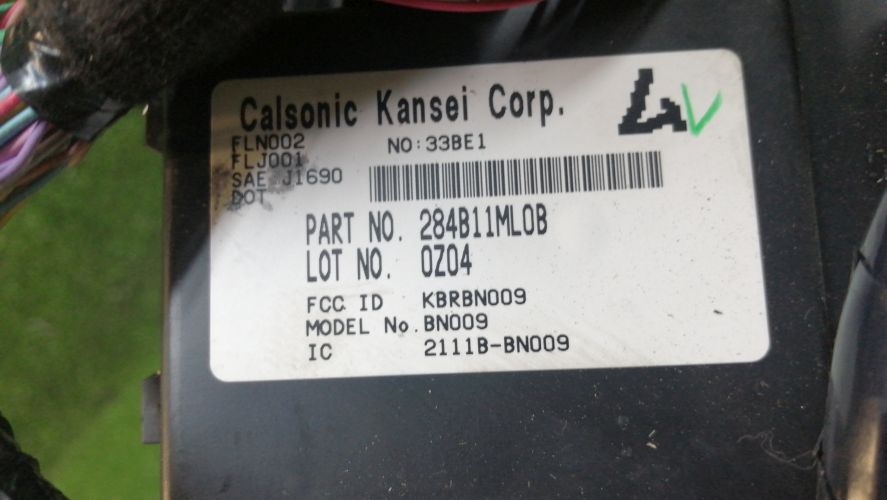 Calsonic Kansei Corp.
FLN002
NO:33BE1
FLJ001
SAE J1690
DOT
PART NO. 284B11ML0B
LOT NO. 0Z04
FCC ID KBRBN009
MODEL No. BN009
IC 2111B-BN009